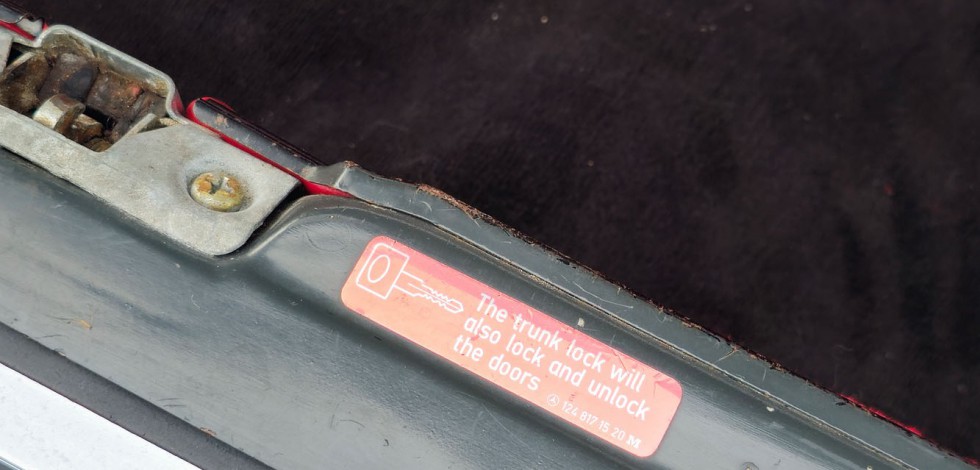 The trunk lock will
also lock and unlock
the doors
124 817 15 20 M